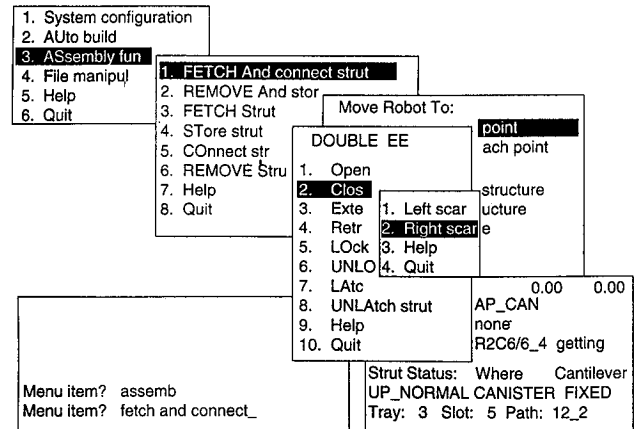 1. System configuration
2. AUto build
3. ASsembly fun
4. File manipul
5. Help
6. Quit
1. FETCH And connect strut
2. REMOVE And stor
3. FETCH Strut
4. STore strut
5. COnnect str
6. REMOVE Stru
7. Help
8. Quit
Move Robot To:
point
ach point
structure
ucture
e
DOUBLE EE
1. Open
2. Clos
3. Exte
4. Retr
5. LOck
6. UNLO
7. LAtc
8. UNLAtch strut
9. Help
10. Quit
1. Left scar
2. Right scar
3. Help
4. Quit
0.00 0.00
AP_CAN
none
R2C6/6_4 getting
Strut Status: Where Cantilever
UP_NORMAL CANISTER FIXED
Tray: 3 Slot: 5 Path: 12_2
Menu item? assemb
Menu item? fetch and connect_